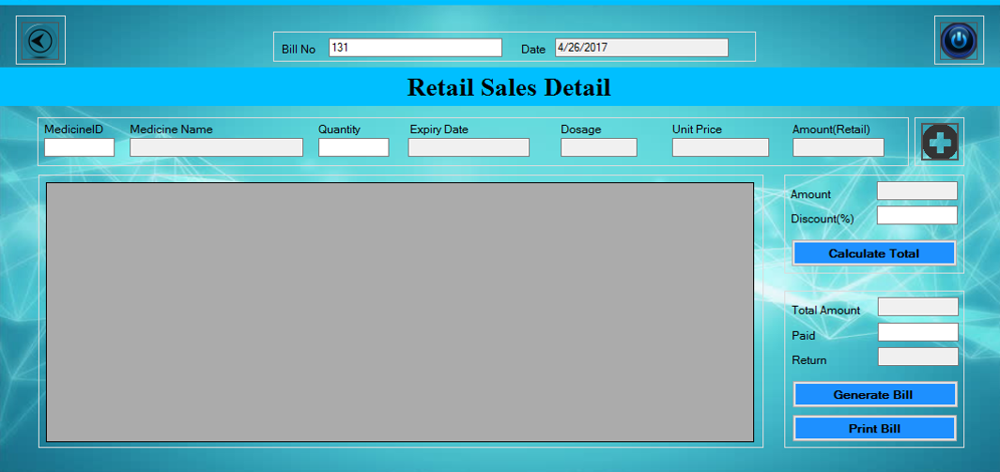 Bill No 131 Date 4/26/2017
Retail Sales Detail
MedicineID Medicine Name Quantity Expiry Date Dosage Unit Price Amount(Retail)
Amount
Discount(%)
Calculate Total
Total Amount
Paid
Return
Generate Bill
Print Bill